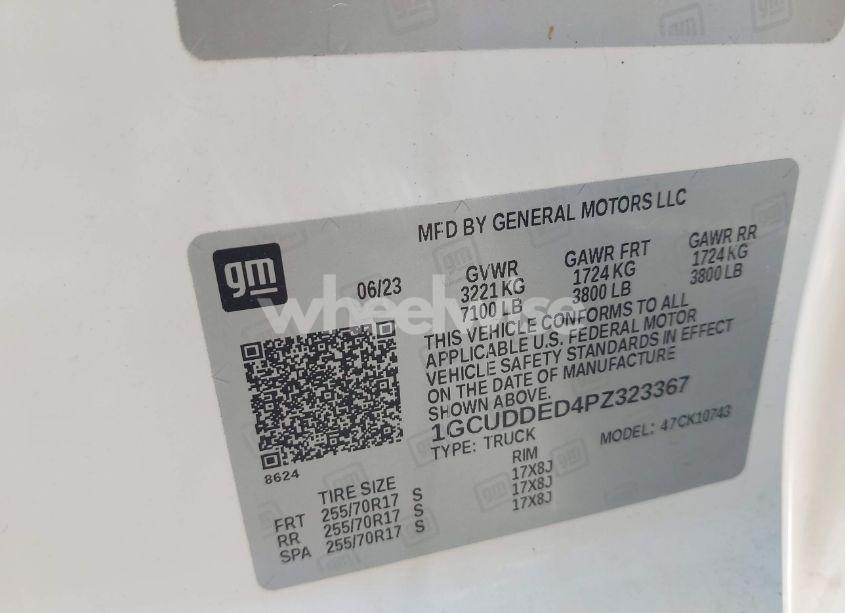 MFD BY GENERAL MOTORS LLC
gm
06/23
GVWR GAWR FRT GAWR RR
3221 KG 1724 KG 1724 KG
7100 LB 3800 LB 3800 LB
wheelwise
THIS VEHICLE CONFORMS TO ALL
APPLICABLE U.S. FEDERAL MOTOR
VEHICLE SAFETY STANDARDS IN EFFECT
ON THE DATE OF MANUFACTURE
SHOWN ABOVE.
1GCUDDED4PZ323367
TYPE: TRUCK MODEL: 47CK10743
8624
TIRE SIZE RIM
FRT 255/70R17 S 17X8J
RR 255/70R17 S 17X8J
SPA 255/70R17 S 17X8J